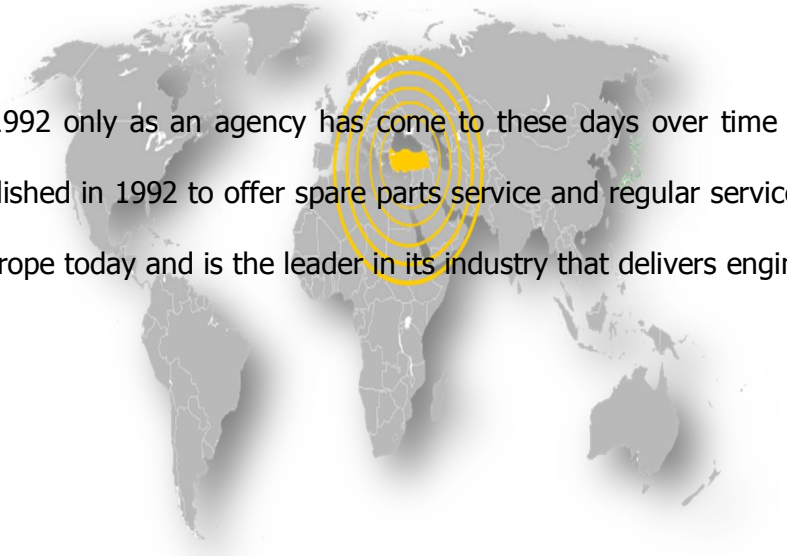 1992 only as an agency has come to these days over time
lished in 1992 to offer spare parts service and regular service
rope today and is the leader in its industry that delivers engin